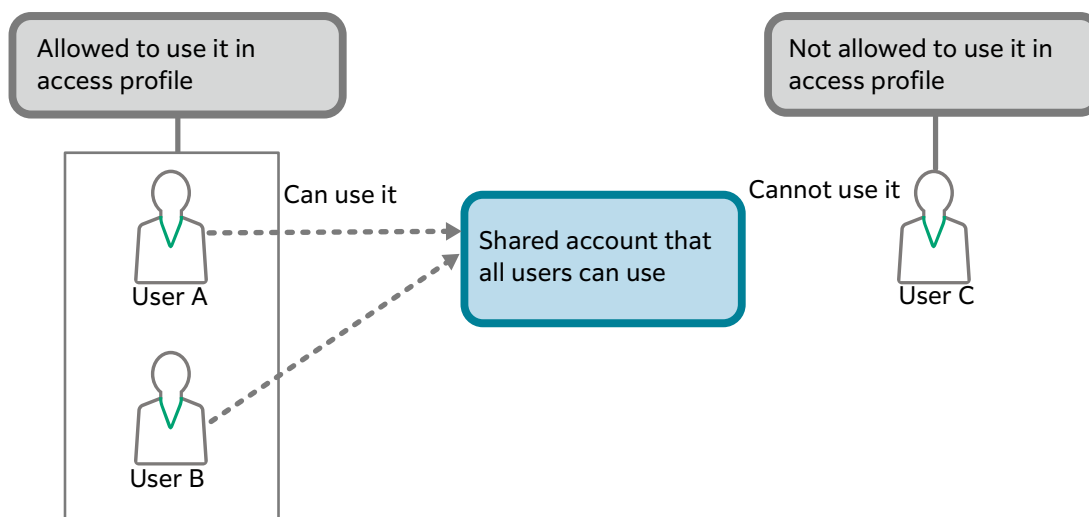 Allowed to use it in
access profile
Not allowed to use it in
access profile
Can use it
Cannot use it
Shared account that
all users can use
User A
User C
User B